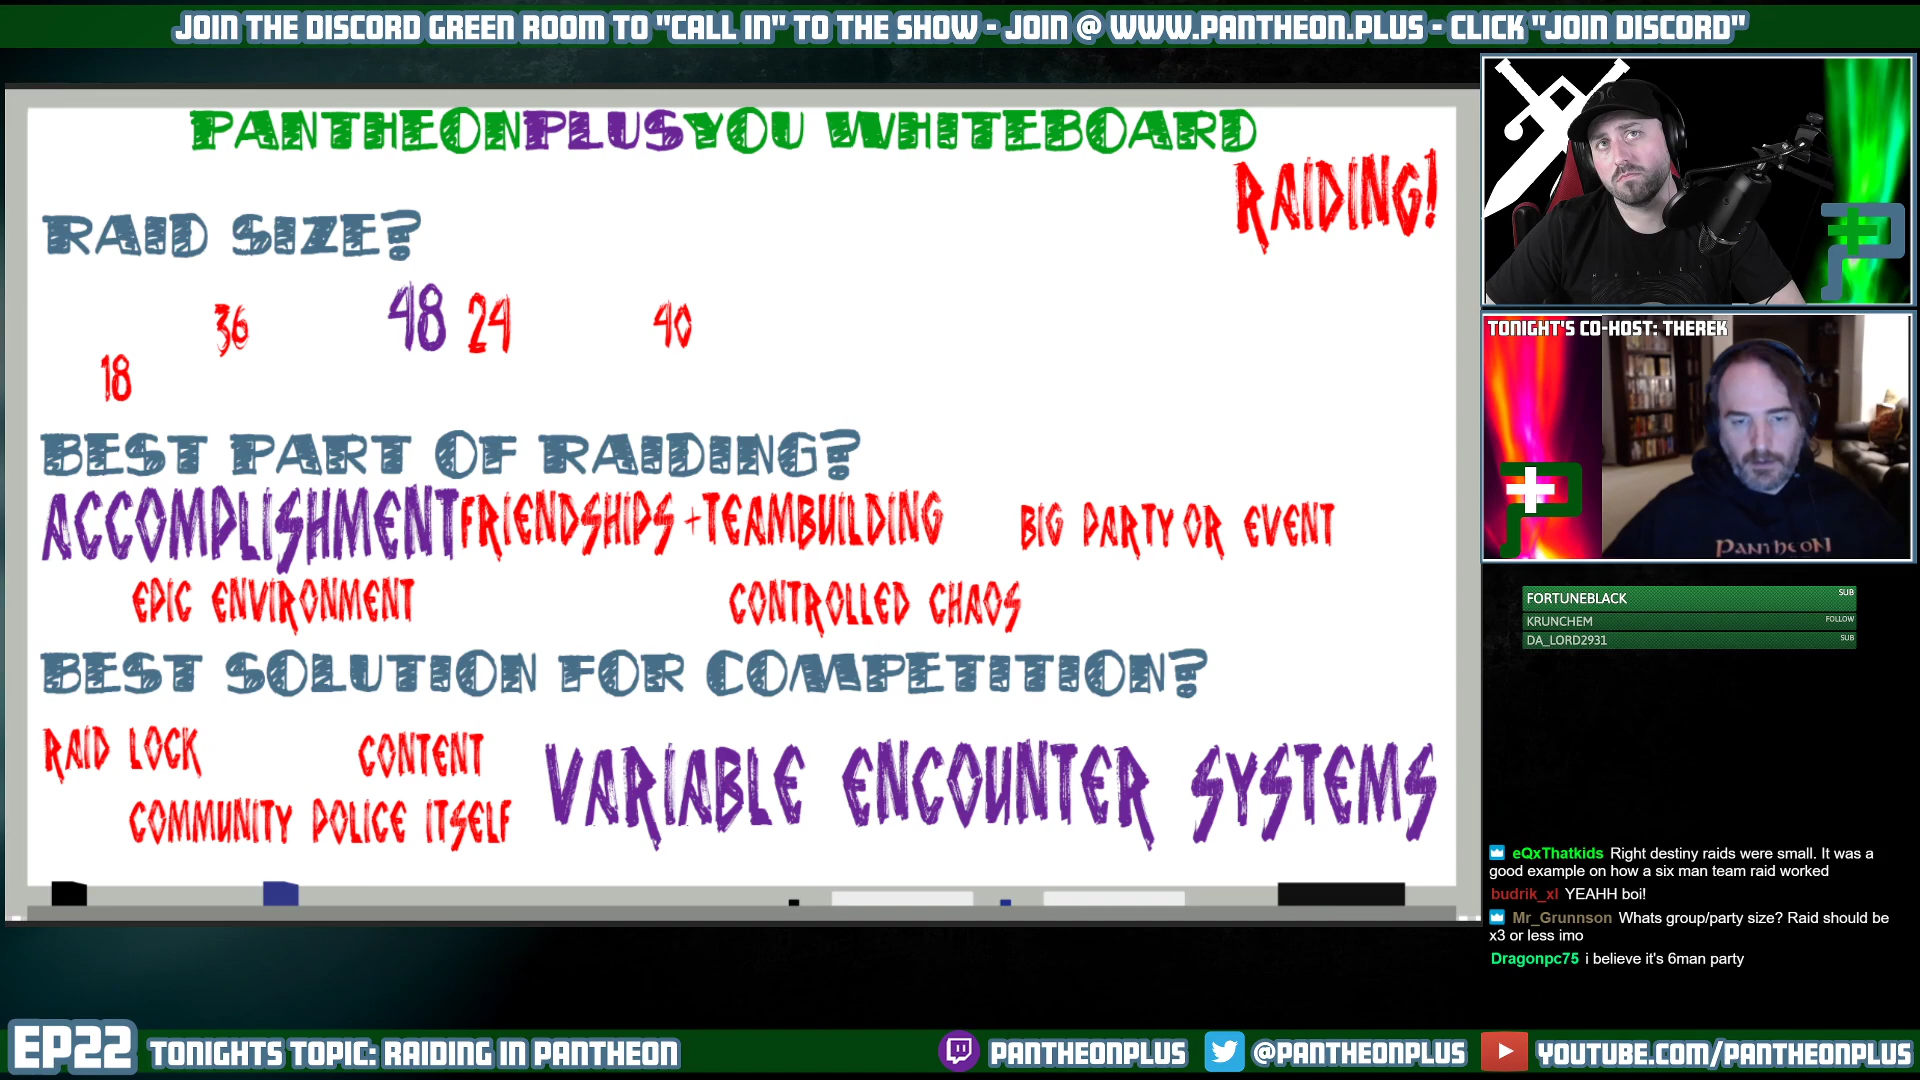 JOIN THE DISCORD GREEN ROOM TO "CALL IN" TO THE SHOW - JOIN @ WWW.PANTHEON.PLUS - CLICK "JOIN DISCORD"
PANTHEONPLUSYOU WHITEBOARD
RAIDING!
RAID SIZE?
36 48 24 40
18
BEST PART OF RAIDING?
ACCOMPLISHMENT FRIENDSHIPS + TEAMBUILDING BIG PARTY OR EVENT
EPIC ENVIRONMENT CONTROLLED CHAOS
BEST SOLUTION FOR COMPETITION?
RAID LOCK CONTENT VARIABLE ENCOUNTER SYSTEMS
COMMUNITY POLICE ITSELF
TONIGHT'S CO-HOST: THEREK
PANTHEON
FORTUNEBLACK SUB
KRUNCHEM FOLLOW
DA_LORD2931 SUB
eQxThatkids Right destiny raids were small. It was a
good example on how a six man team raid worked
budrik_xl YEAHH boi!
Mr_Grunnson Whats group/party size? Raid should be
x3 or less imo
Dragonpc75 i believe it's 6man party
EP22 TONIGHTS TOPIC: RAIDING IN PANTHEON PANTHEONPLUS @PANTHEONPLUS YOUTUBE.COM/PANTHEONPLUS